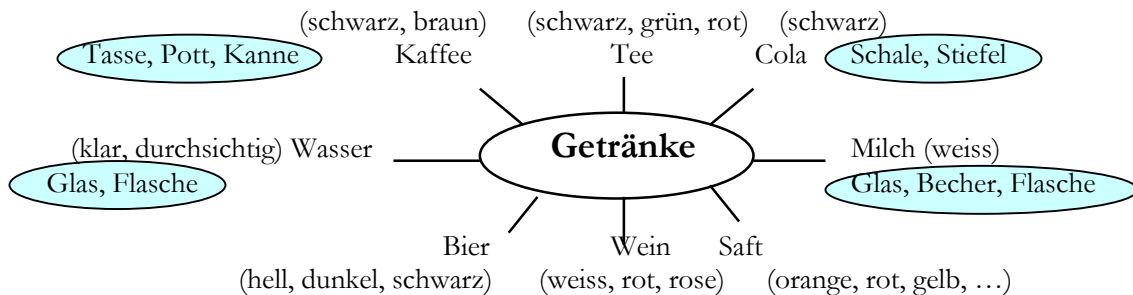 (schwarz, braun) (schwarz, grün, rot) (schwarz)
Tasse, Pott, Kanne Kaffee Tee Cola Schale, Stiefel
Getränke
(klar, durchsichtig) Wasser Milch (weiss)
Glas, Flasche Glas, Becher, Flasche
Bier Wein Saft
(hell, dunkel, schwarz) (weiss, rot, rose) (orange, rot, gelb, …)